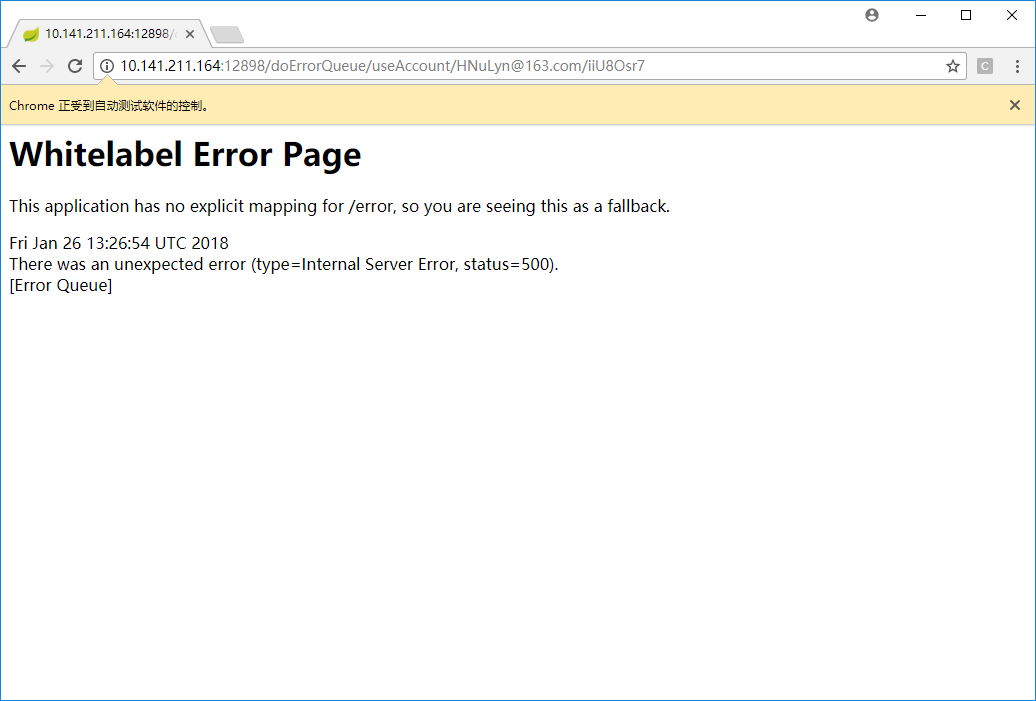 10.141.211.164:12898/
10.141.211.164:12898/doErrorQueue/useAccount/HNuLyn@163.com/iiU8Osr7
C
Chrome 正受到自动测试软件的控制。
Whitelabel Error Page
This application has no explicit mapping for /error, so you are seeing this as a fallback.
Fri Jan 26 13:26:54 UTC 2018
There was an unexpected error (type=Internal Server Error, status=500).
[Error Queue]